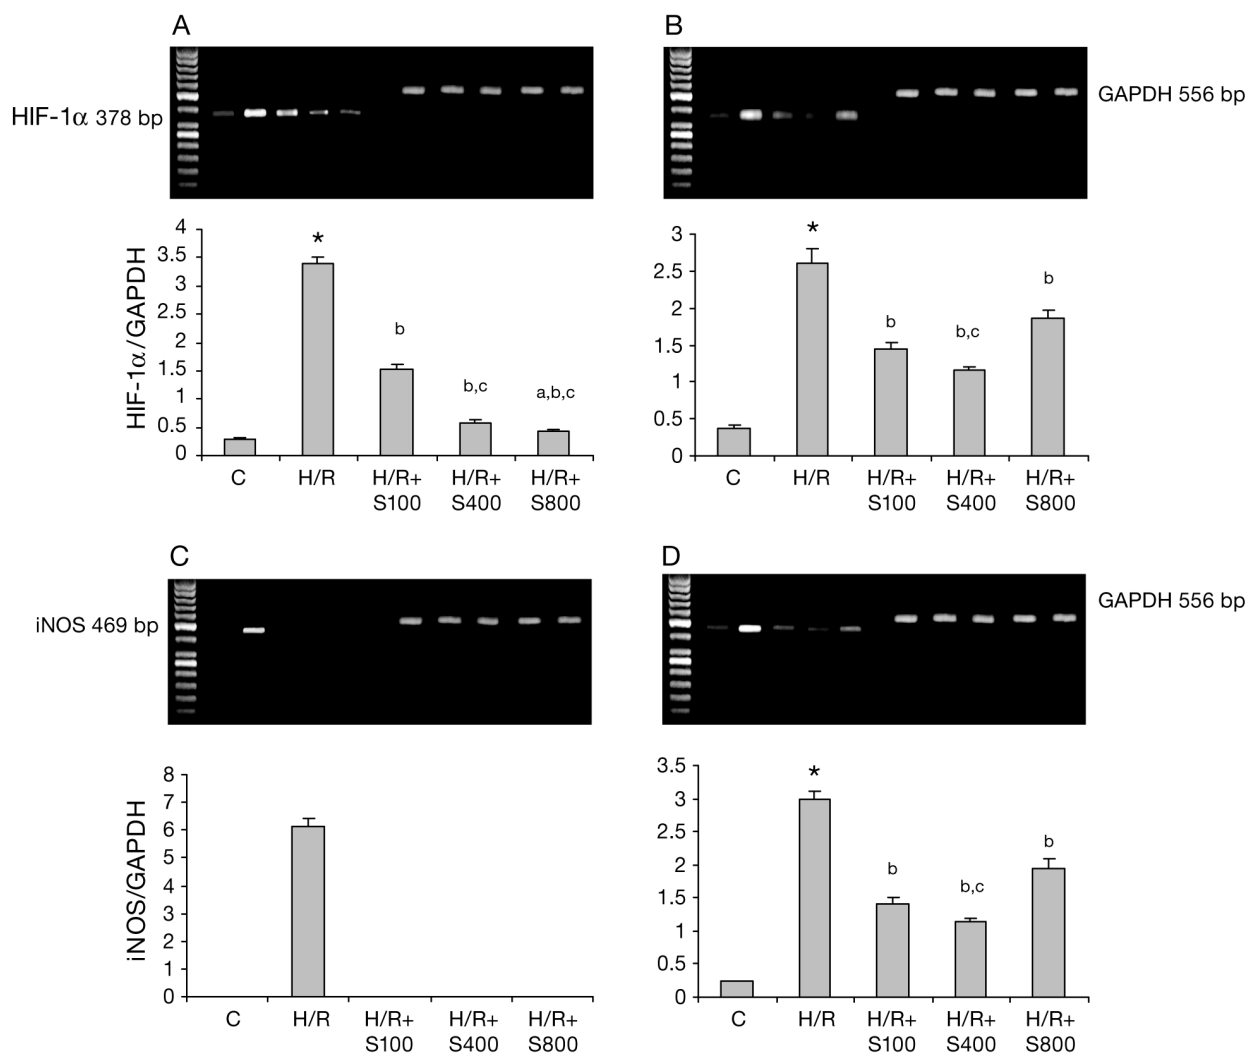 A
B
HIF-1α 378 bp
GAPDH 556 bp
HIF-1α/GAPDH
4
3.5
3
2.5
2
1.5
1
0.5
0
*
b
b,c
a,b,c
C
H/R
H/R+
S100
H/R+
S400
H/R+
S800
3
2.5
2
1.5
1
0.5
0
*
b
b,c
b
C
H/R
H/R+
S100
H/R+
S400
H/R+
S800
C
D
iNOS 469 bp
GAPDH 556 bp
iNOS/GAPDH
8
7
6
5
4
3
2
1
0
C
H/R
H/R+
S100
H/R+
S400
H/R+
S800
3.5
3
2.5
2
1.5
1
0.5
0
*
b
b,c
b
C
H/R
H/R+
S100
H/R+
S400
H/R+
S800